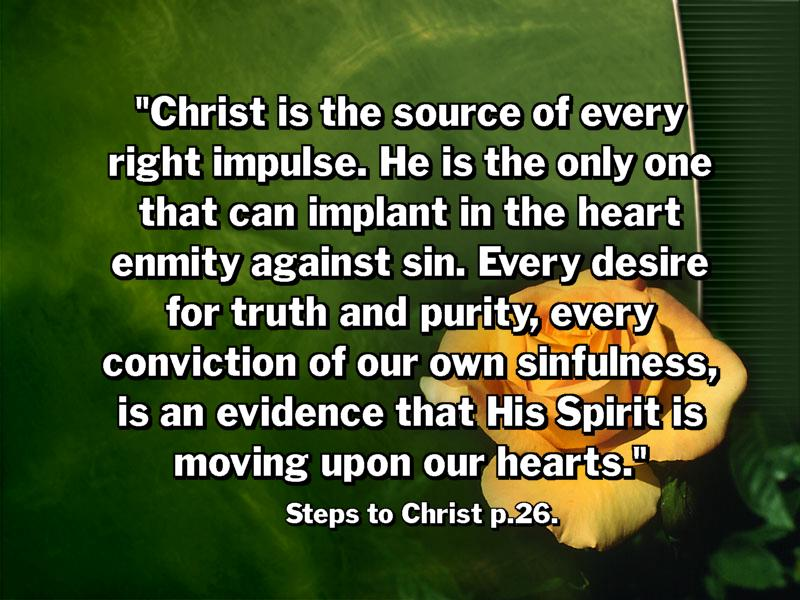 "Christ is the source of every
right impulse. He is the only one
that can implant in the heart
enmity against sin. Every desire
for truth and purity, every
conviction of our own sinfulness,
is an evidence that His Spirit is
moving upon our hearts."
Steps to Christ p.26.